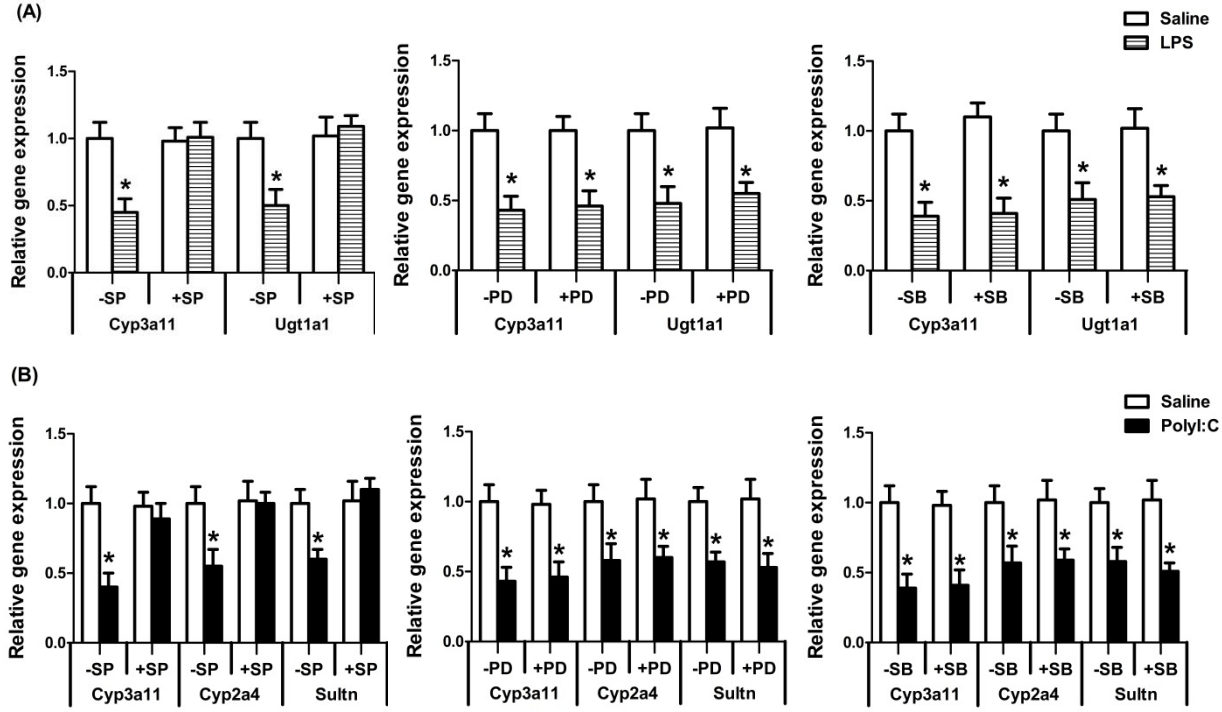 (A)
Saline
LPS
Relative gene expression
1.5
1.0
0.5
0.0
*
*
-SP +SP -SP +SP
Cyp3a11 Ugt1a1
Relative gene expression
1.5
1.0
0.5
0.0
* * * *
-PD +PD -PD +PD
Cyp3a11 Ugt1a1
Relative gene expression
1.5
1.0
0.5
0.0
* * * *
-SB +SB -SB +SB
Cyp3a11 Ugt1a1
(B)
Saline
PolyI:C
Relative gene expression
1.5
1.0
0.5
0.0
* * *
-SP +SP -SP +SP -SP +SP
Cyp3a11 Cyp2a4 Sultn
Relative gene expression
1.5
1.0
0.5
0.0
* * * * * *
-PD +PD -PD +PD -PD +PD
Cyp3a11 Cyp2a4 Sultn
Relative gene expression
1.5
1.0
0.5
0.0
* * * * * *
-SB +SB -SB +SB -SB +SB
Cyp3a11 Cyp2a4 Sultn